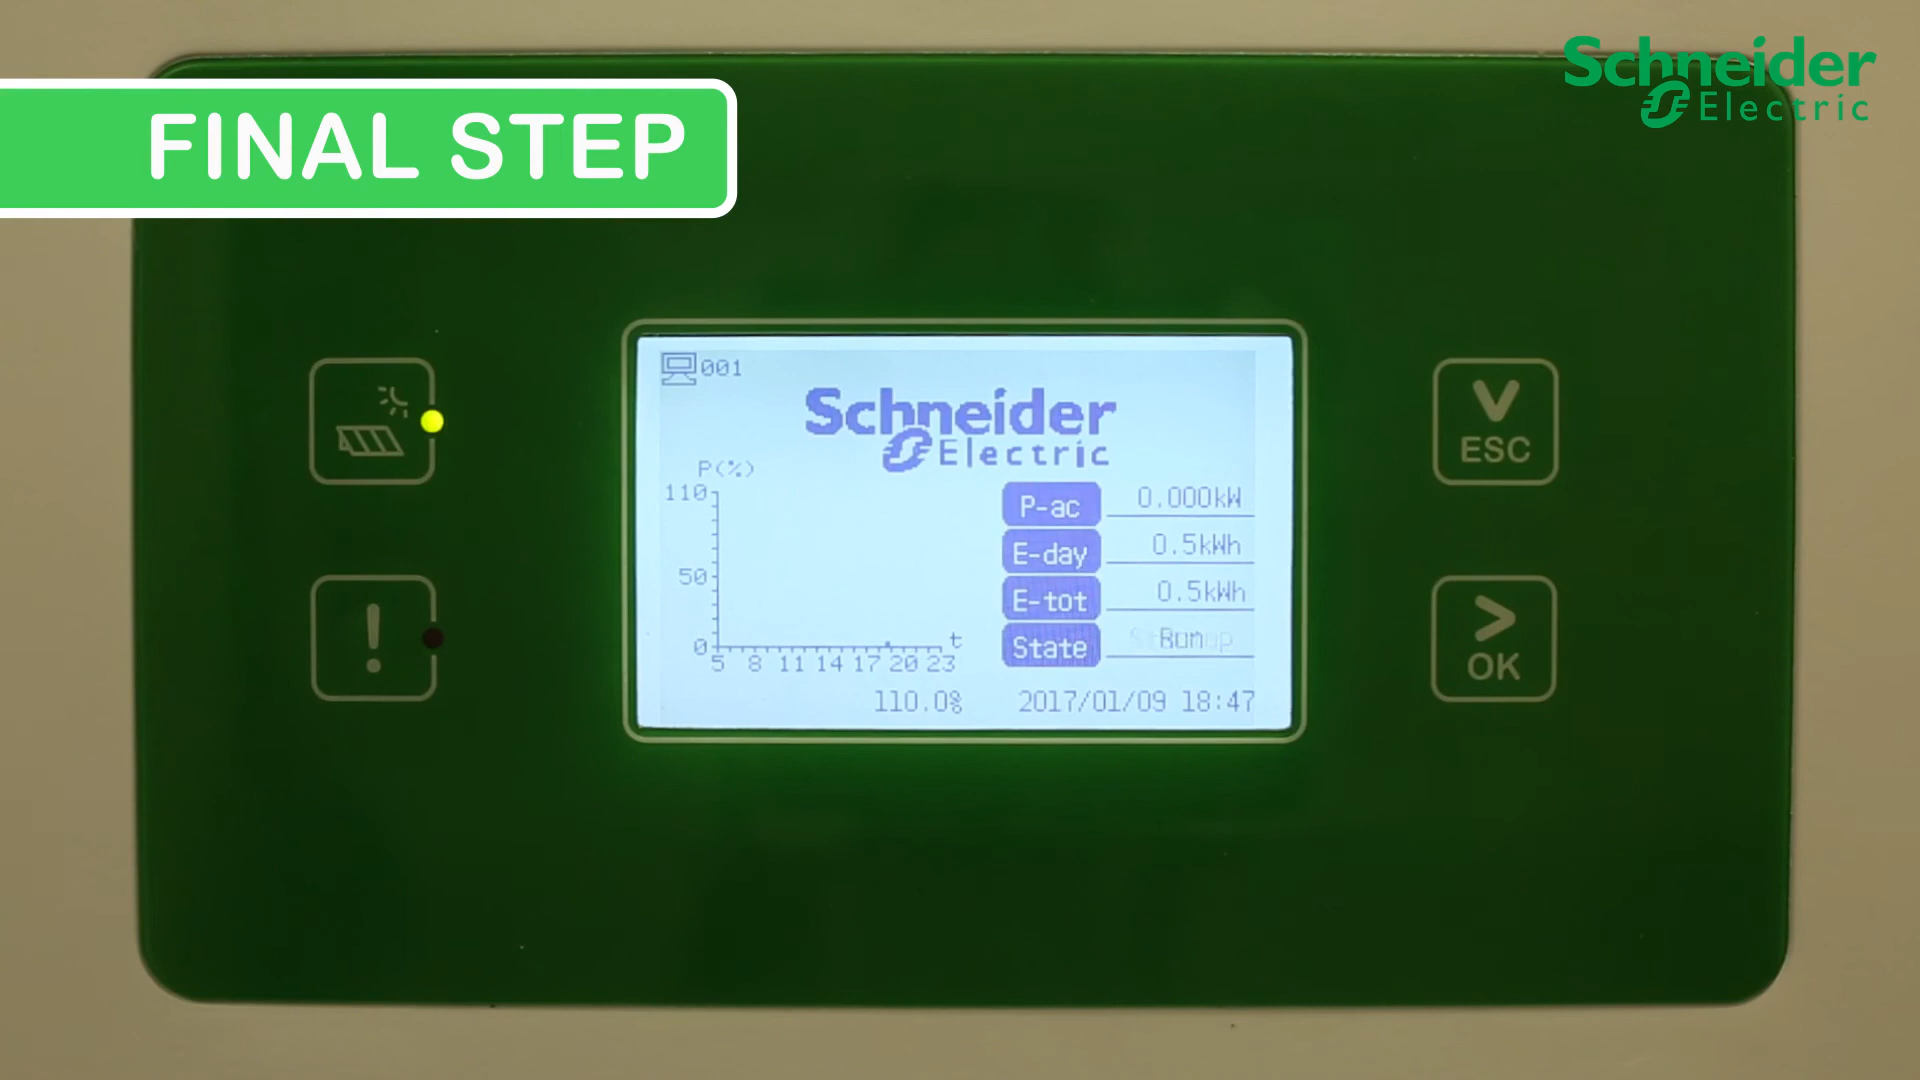 FINAL STEP
Schneider
Electric
001
Schneider
Electric
P(%)
110
50
0
5 8 11 14 17 20 23
t
P-ac 0.000kW
E-day 0.5kWh
E-tot 0.5kWh
State Run
110.0%
2017/01/09 18:47
ESC
OK